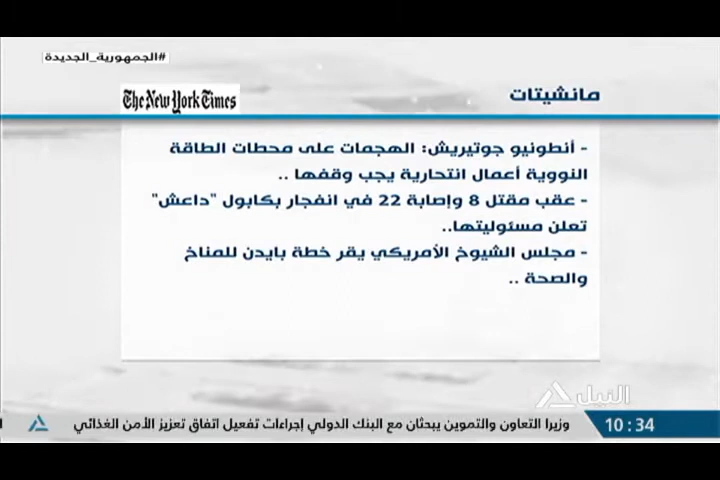 #الجمهورية_الجديدة
The New York Times
مانشيتات
- أنطونيو جوتيريش: الهجمات على محطات الطاقة
النووية أعمال انتحارية يجب وقفها ..
- عقب مقتل 8 وإصابة 22 في انفجار بكابول "داعش"
تعلن مسئوليتها..
- مجلس الشيوخ الأمريكي يقر خطة بايدن للمناخ
والصحة ..
النيل
10:34
وزيرا التعاون والتموين يبحثان مع البنك الدولي إجراءات تفعيل اتفاق تعزيز الأمن الغذائي